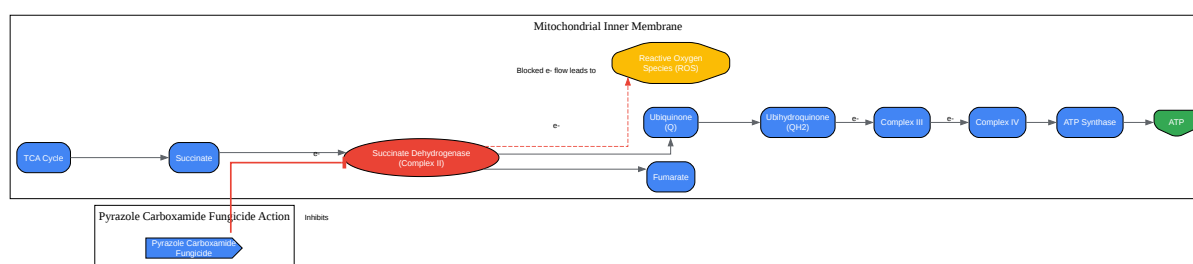 Mitochondrial Inner Membrane
Reactive Oxygen
Species (ROS)
Blocked e- flow leads to
e-
Ubiquinone
(Q)
Ubihydroquinone
(QH2)
e-
Complex III
e-
Complex IV
ATP Synthase
ATP
TCA Cycle
Succinate
e-
Succinate Dehydrogenase
(Complex II)
Fumarate
Pyrazole Carboxamide Fungicide Action
Inhibits
Pyrazole Carboxamide
Fungicide